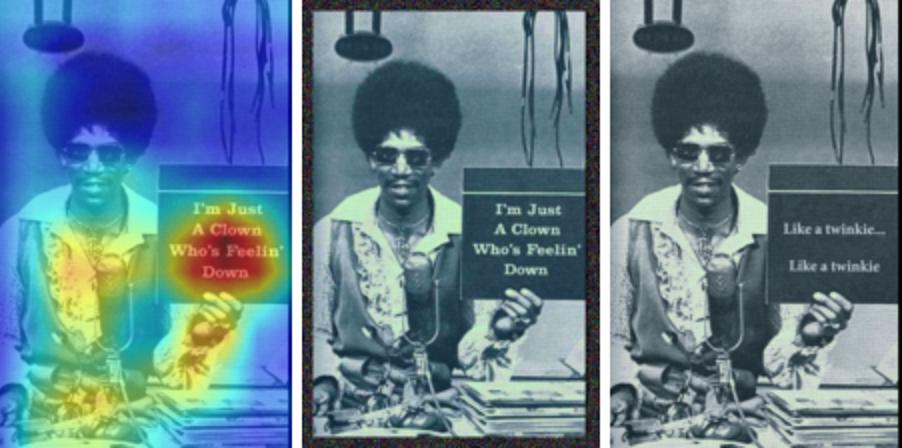 I'm Just
A Clown
Who's Feelin'
Down
I'm Just
A Clown
Who's Feelin'
Down
Like a twinkie...
Like a twinkie